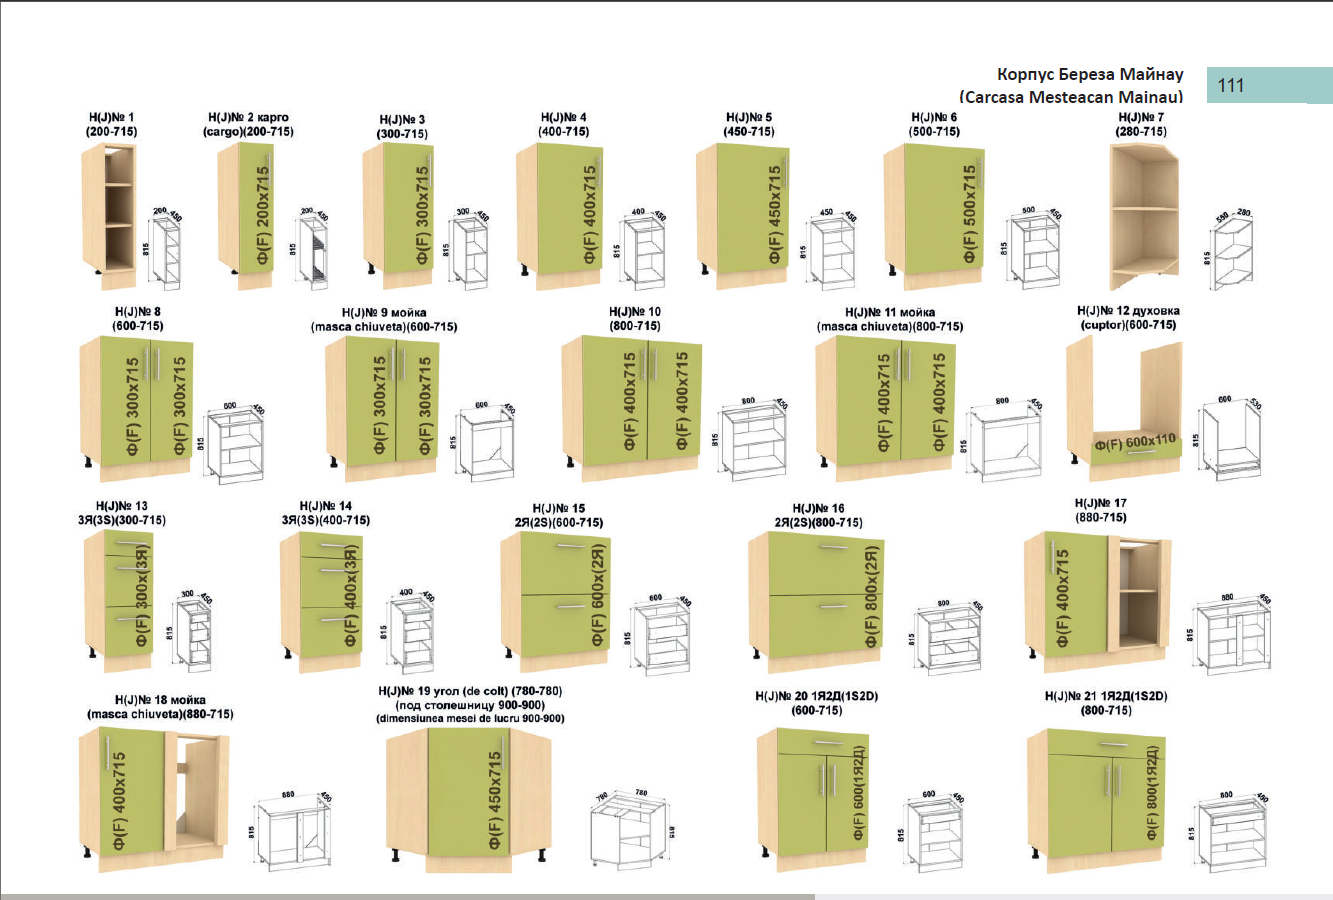 Корпус Береза Майнау
(Carcasa Mesteacan Mainau)
111
Н(J)№ 1
(200-715)
Н(J)№ 2 карго
(cargo)(200-715)
Н(J)№ 3
(300-715)
Н(J)№ 4
(400-715)
Н(J)№ 5
(450-715)
Н(J)№ 6
(500-715)
Н(J)№ 7
(280-715)
200 450
815
Ф(F) 200x715
200 450
815
Ф(F) 300x715
300 450
815
Ф(F) 400x715
400 450
815
Ф(F) 450x715
450 450
815
Ф(F) 500x715
500 450
815
550 280
815
Н(J)№ 8
(600-715)
Н(J)№ 9 мойка
(masca chiuveta)(600-715)
Н(J)№ 10
(800-715)
Н(J)№ 11 мойка
(masca chiuveta)(800-715)
Н(J)№ 12 духовка
(cuptor)(600-715)
Ф(F) 300x715
Ф(F) 300x715
600 450
815
Ф(F) 300x715
Ф(F) 300x715
600 450
815
Ф(F) 400x715
Ф(F) 400x715
800 450
815
Ф(F) 400x715
Ф(F) 400x715
800 450
815
Ф(F) 600x110
600 530
815
Н(J)№ 13
3Я(3S)(300-715)
Н(J)№ 14
3Я(3S)(400-715)
Н(J)№ 15
2Я(2S)(600-715)
Н(J)№ 16
2Я(2S)(800-715)
Н(J)№ 17
(880-715)
Ф(F) 300x(3Я)
300 450
815
Ф(F) 400x(3Я)
400 450
815
Ф(F) 600x(2Я)
600 450
815
Ф(F) 800x(2Я)
800 450
815
Ф(F) 400x715
880 450
815
Н(J)№ 18 мойка
(masca chiuveta)(880-715)
Н(J)№ 19 угол (de colt) (780-780)
(под столешницу 900-900)
(dimensiunea mesei de lucru 900-900)
Н(J)№ 20 1Я2Д(1S2D)
(600-715)
Н(J)№ 21 1Я2Д(1S2D)
(800-715)
Ф(F) 400x715
880 450
815
Ф(F) 450x715
780 780
815
Ф(F) 600(1Я2Д)
600 450
815
Ф(F) 800(1Я2Д)
800 450
815